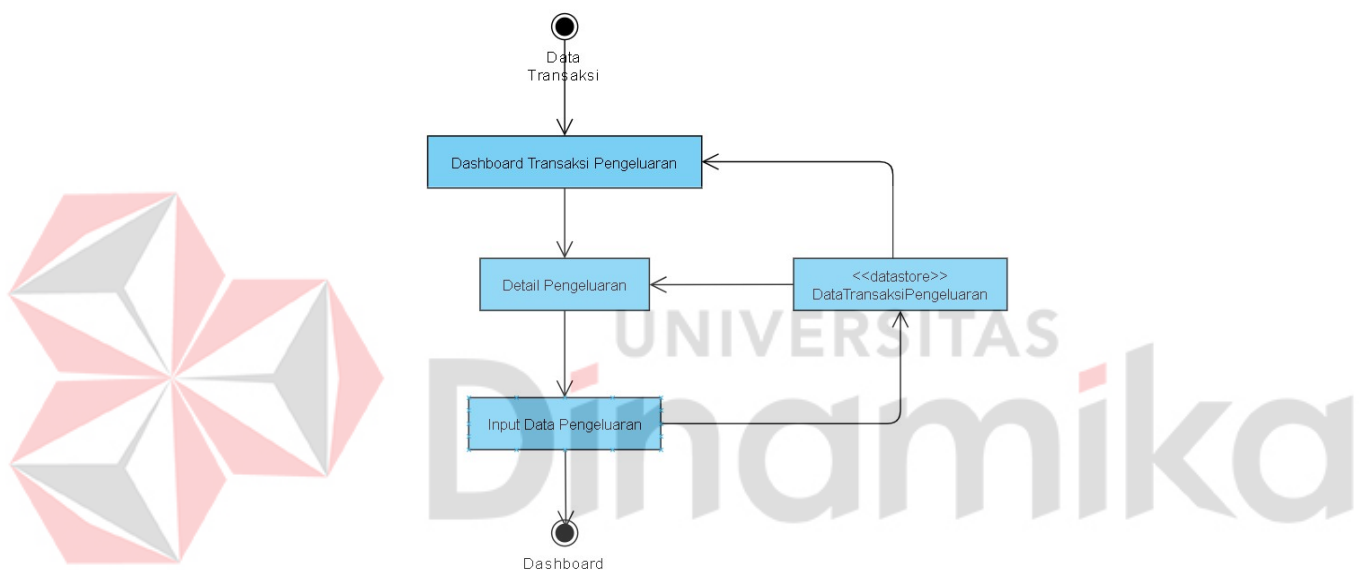 Data
Transaksi
Dashboard Transaksi Pengeluaran
Detail Pengeluaran
<<datastore>>
DataTransaksiPengeluaran
UNIVERSITAS
Dinamika
Input Data Pengeluaran
Dashboard